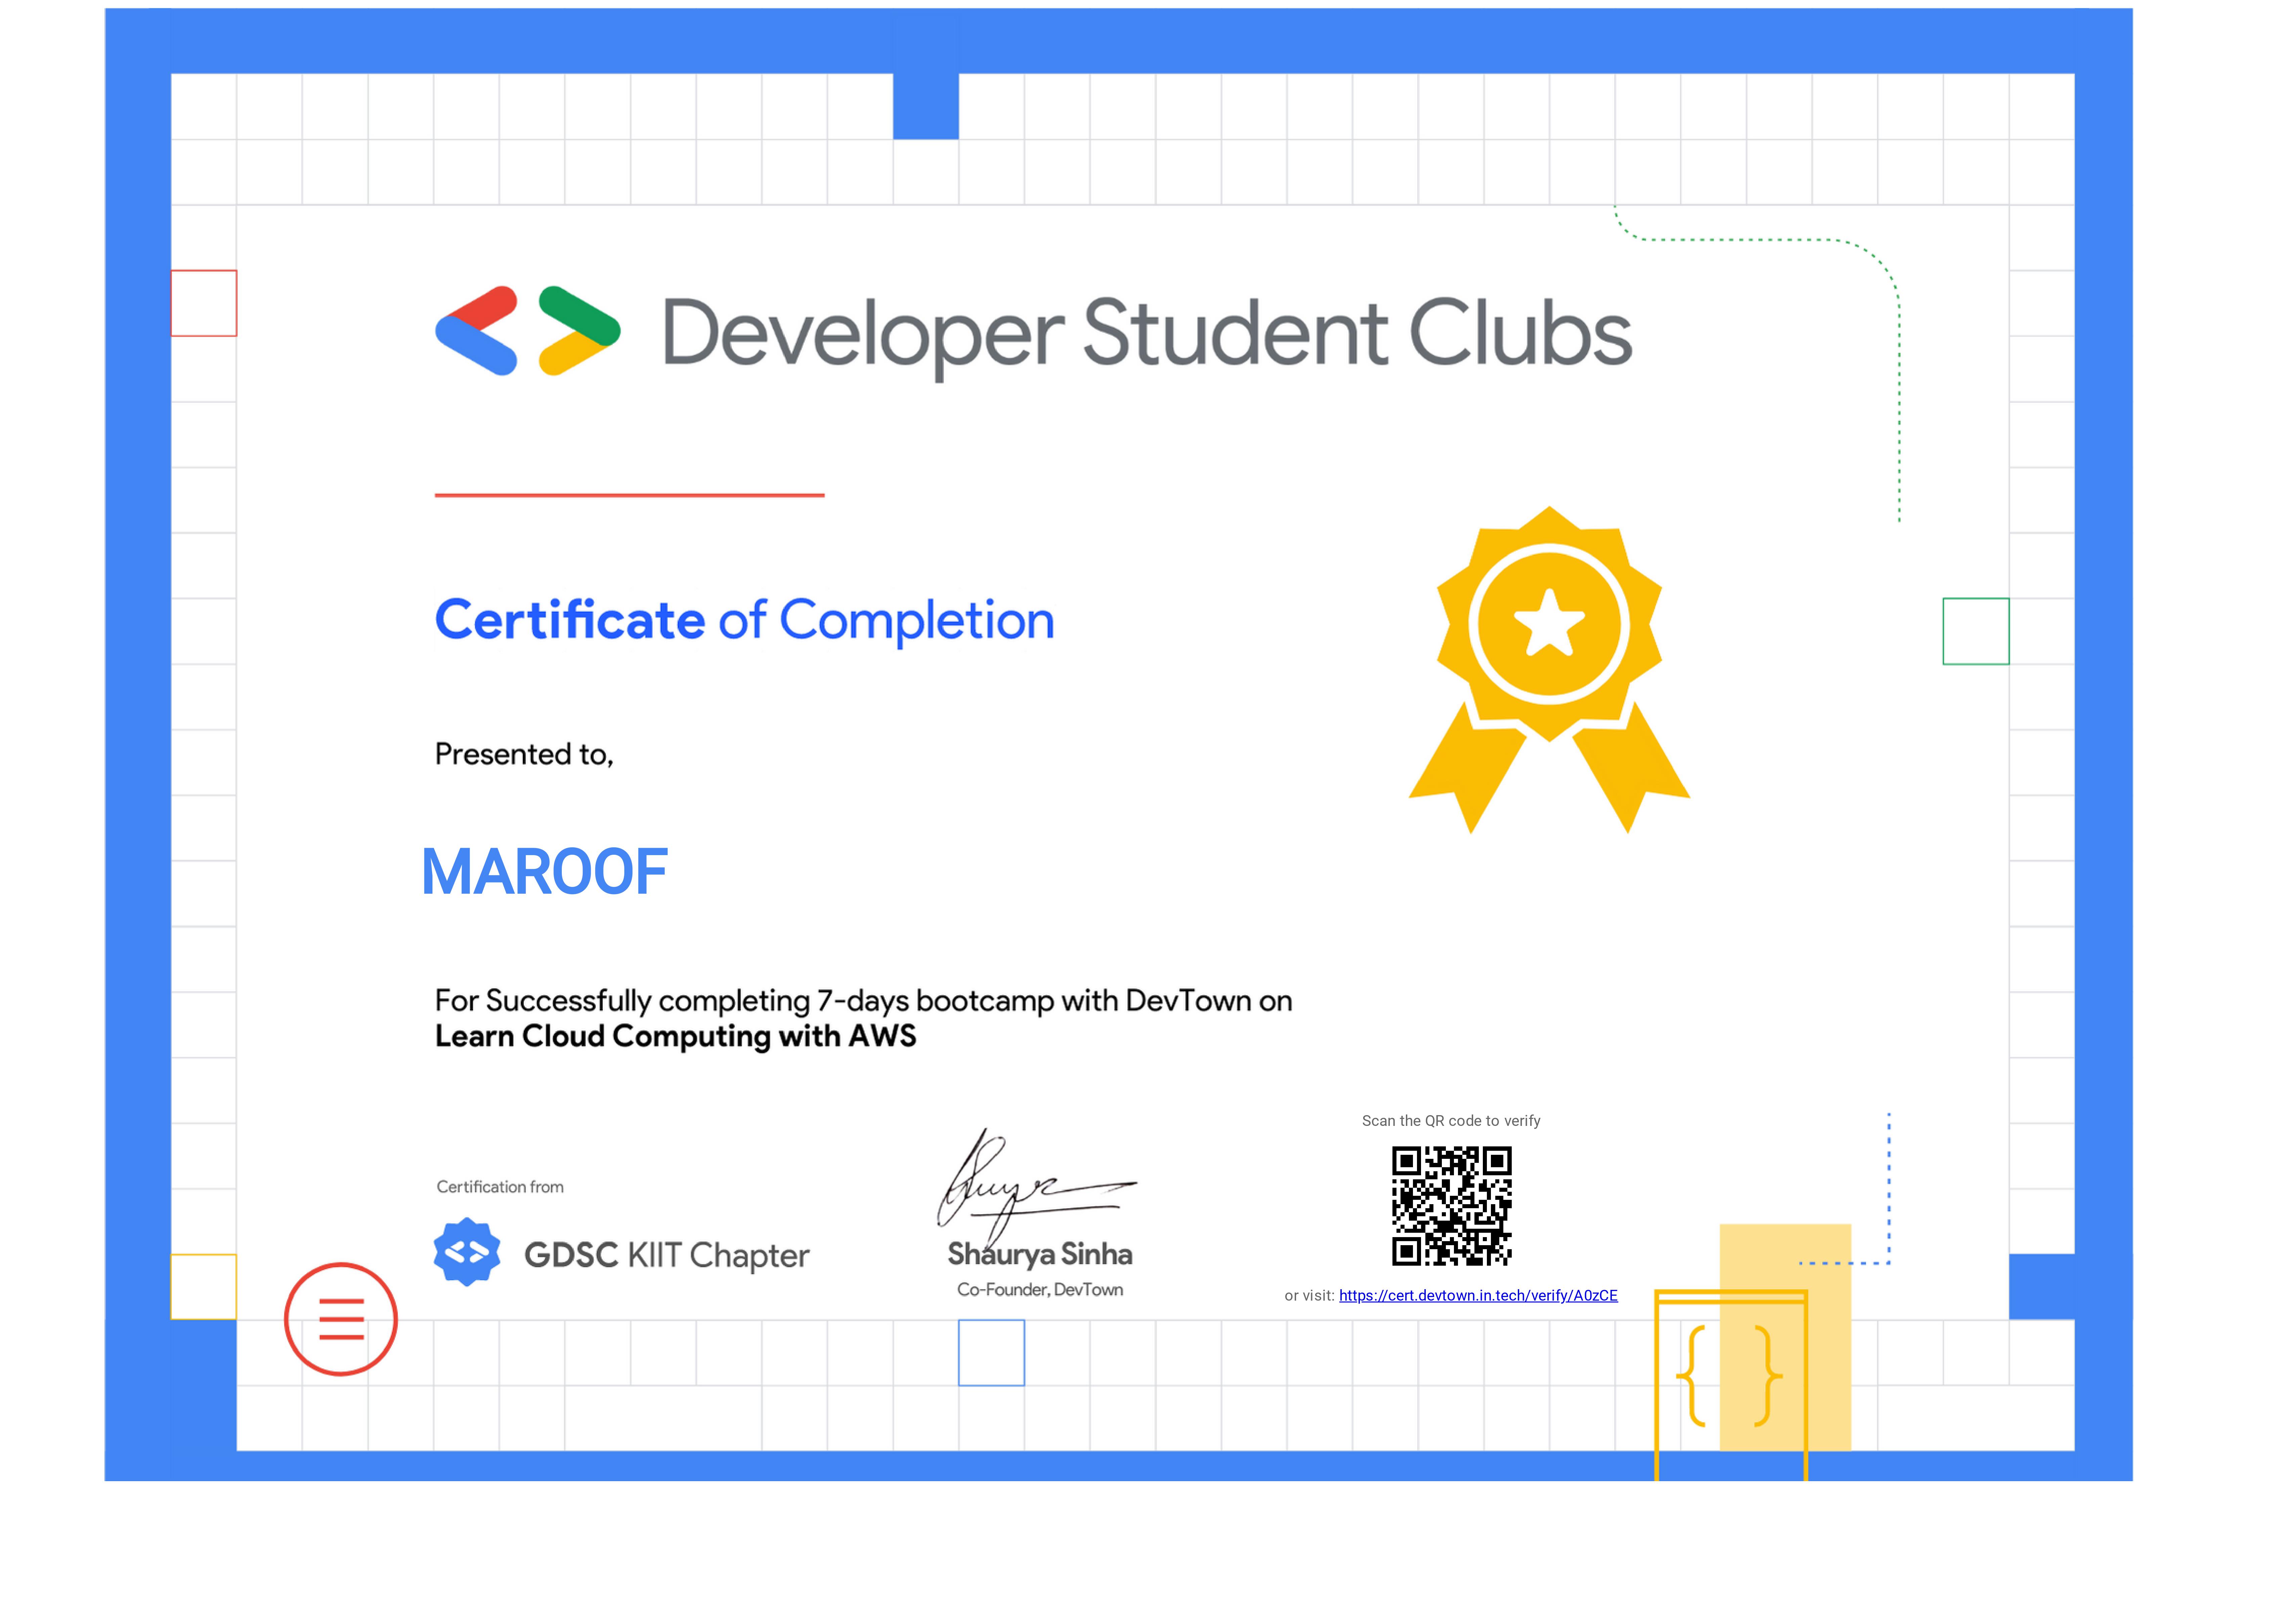 Developer Student Clubs
Certificate of Completion
Presented to,
MAROOF
For Successfully completing 7-days bootcamp with DevTown on
Learn Cloud Computing with AWS
Certification from
GDSC KIIT Chapter
Shaurya Sinha
Co-Founder, DevTown
Scan the QR code to verify
or visit: https://cert.devtown.in.tech/verify/A0zCE
{ }